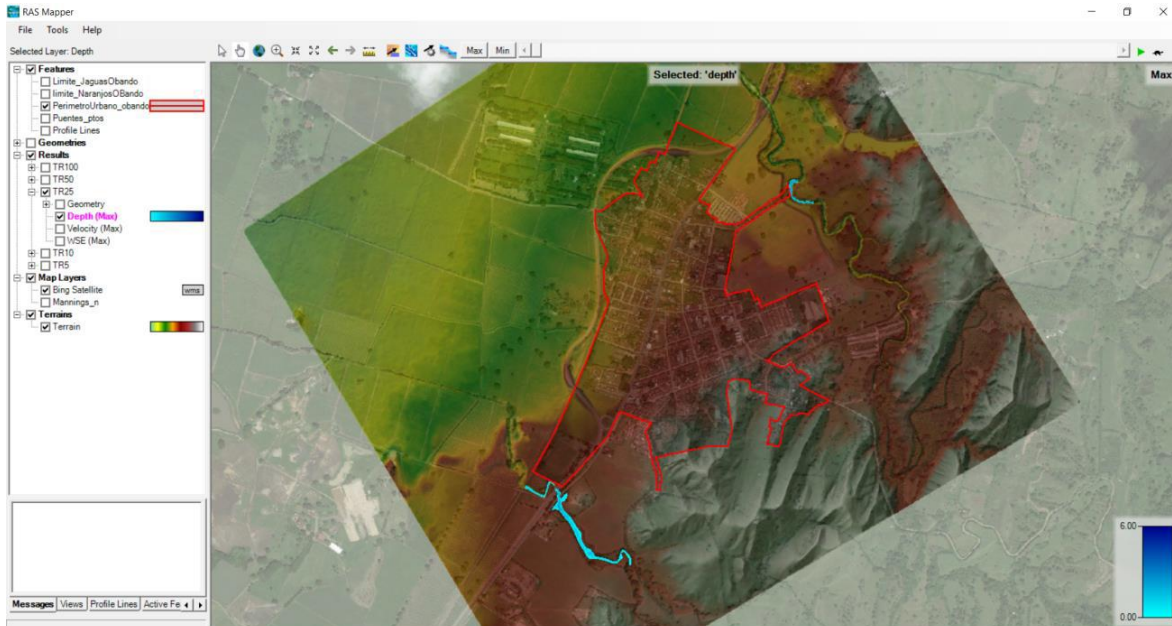 RAS Mapper
File Tools Help
Selected Layer: Depth
Max Min
Features
Limite_JaguasObando
limite_NaranjosOBando
PerimetroUrbano_obando
Puentes_ptos
Profile Lines
Geometries
Results
TR100
TR50
TR25
Geometry
Depth (Max)
Velocity (Max)
WSE (Max)
TR10
TR5
Map Layers
Bing Satellite wms
Mannings_n
Terrains
Terrain
Selected: 'depth'
Max
6.00
0.00
Messages Views Profile Lines Active Fe